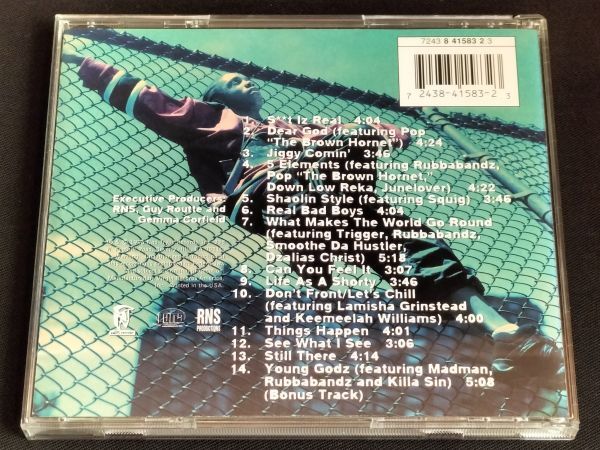 7243 8 41583 2 3
7 2438-41583-2 3
1. S**t Iz Real 4:04
2. Dear God (featuring Pop
"The Brown Hornet") 4:24
3. Jiggy Comin' 3:46
4. 5 Elements (featuring Rubbabandz,
Pop "The Brown Hornet,"
Down Low Reka, Junelover) 4:22
5. Shaolin Style (featuring Squig) 3:46
6. Real Bad Boys 4:04
7. What Makes The World Go Round
(featuring Trigger, Rubbabandz,
Smoothe Da Hustler,
Dzalias Christ) 5:18
8. Can You Feel It 3:07
9. Life As A Shorty 3:46
10. Don't Front/Let's Chill
(featuring Lamisha Grinstead
and Keemeelah Williams) 4:00
11. Things Happen 4:01
12. See What I See 3:06
13. Still There 4:14
14. Young Godz (featuring Madman,
Rubbabandz and Killa Sin) 5:08
(Bonus Track)
Executive Producers:
RNS, Guy Routte and
Gemma Corfield
Printed in the U.S.A.
RNS
PRODUCTIONS